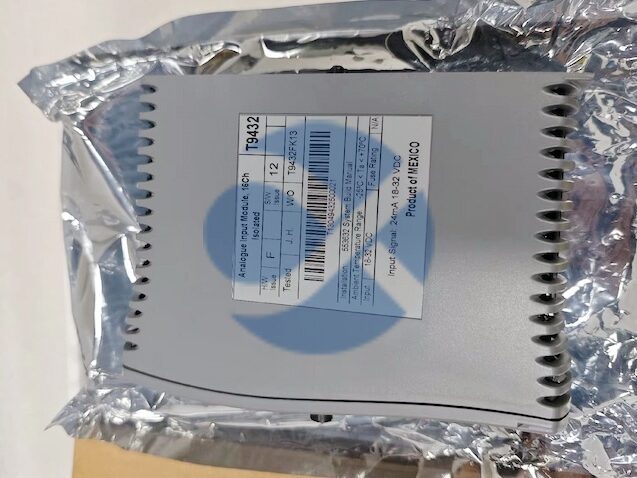 Analogue Input Module, 16Ch T9432
Isolated
H/W Issue F S/W Issue 12
Tested J. H. W/O T9432FK13
Installation: 553632 System Build Manual
Ambient Temperature Range: -25ºC < Ta < +70ºC
Input 18-32 VDC Fuse Rating N/A
Input Signal: 24mA 18-32 VDC
Product of MEXICO